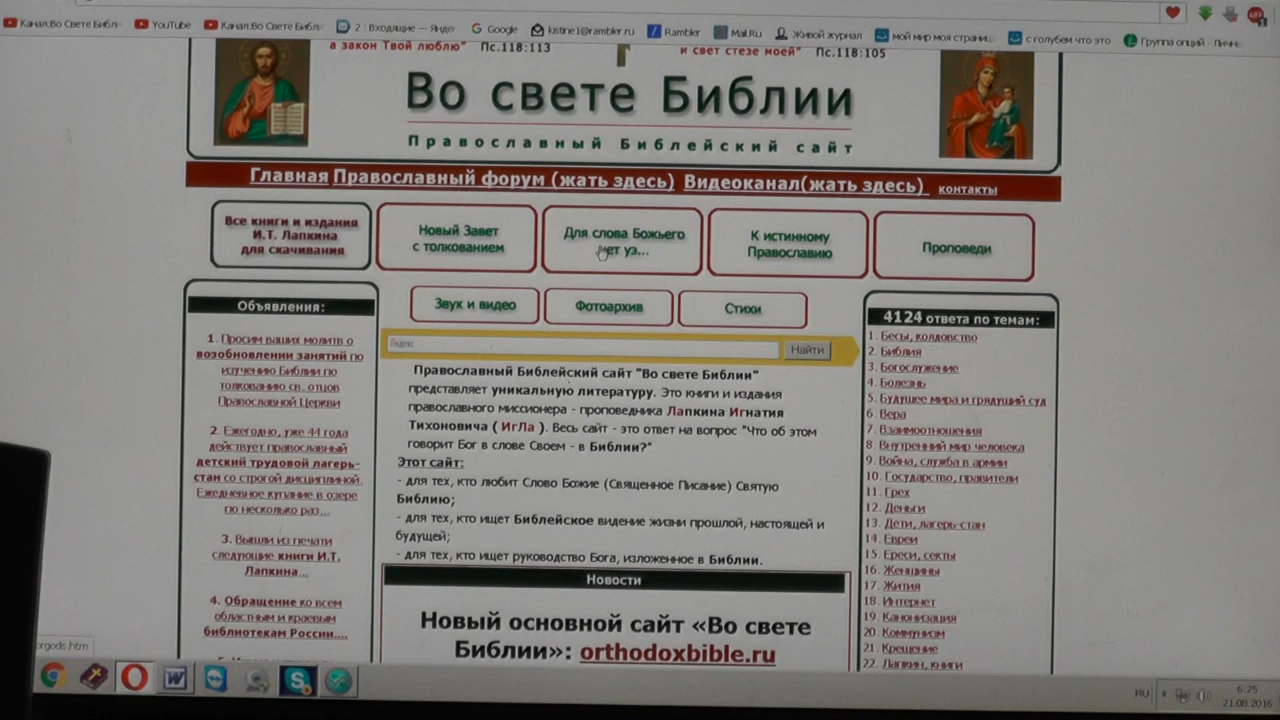 Канал:Во Свете Библ
YouTube
Канал:Во Свете Библ
2 · Входящие — Янде
Google
kistine1@rambler.ru
Rambler
Mail.Ru
Живой журнал
мой мир моя страниц
с голубем что это
Группа опций - Личн
а закон Твой люблю" Пс.118:113
и свет стезе моей" Пс.118:105
Во свете Библии
Православный Библейский сайт
Главная Православный форум (жать здесь) Видеоканал(жать здесь) контакты
Все книги и издания
И.Т. Лапкина
для скачивания
Новый Завет
с толкованием
Для слова Божьего
нет уз...
К истинному
Православию
Проповеди
Звук и видео
Фотоархив
Стихи
Объявления:
1. Просим ваших молитв о
возобновлении занятий по
изучению Библии по
толкованию св. отцов
Православной Церкви
2. Ежегодно, уже 44 года
действует православный
детский трудовой лагерь-
стан со строгой дисциплиной.
Ежедневное купание в озере
по несколько раз...
3. Вышли из печати
следующие книги И.Т.
Лапкина...
4. Обращение ко всем
областным и краевым
библиотекам России....
Яндекс
Найти
Православный Библейский сайт "Во свете Библии"
представляет уникальную литературу. Это книги и издания
православного миссионера - проповедника Лапкина Игнатия
Тихоновича ( ИгЛа ). Весь сайт - это ответ на вопрос "Что об этом
говорит Бог в слове Своем - в Библии?"
Этот сайт:
- для тех, кто любит Слово Божие (Священное Писание) Святую
Библию;
- для тех, кто ищет Библейское видение жизни прошлой, настоящей и
будущей;
- для тех, кто ищет руководство Бога, изложенное в Библии.
Новости
Новый основной сайт «Во свете
Библии»: orthodoxbible.ru
4124 ответа по темам:
1. Бесы, колдовство
2. Библия
3. Богослужение
4. Болезнь
5. Будущее мира и грядущий суд
6. Вера
7. Взаимоотношения
8. Внутренний мир человека
9. Война, служба в армии
10. Государство, правители
11. Грех
12. Деньги
13. Дети, лагерь-стан
14. Евреи
15. Ереси, секты
16. Женщины
17. Жития
18. Интернет
19. Канонизация
20. Коммунизм
21. Крещение
22. Лапкин, книги
orgods.htm
RU
6:25
21.08.2016